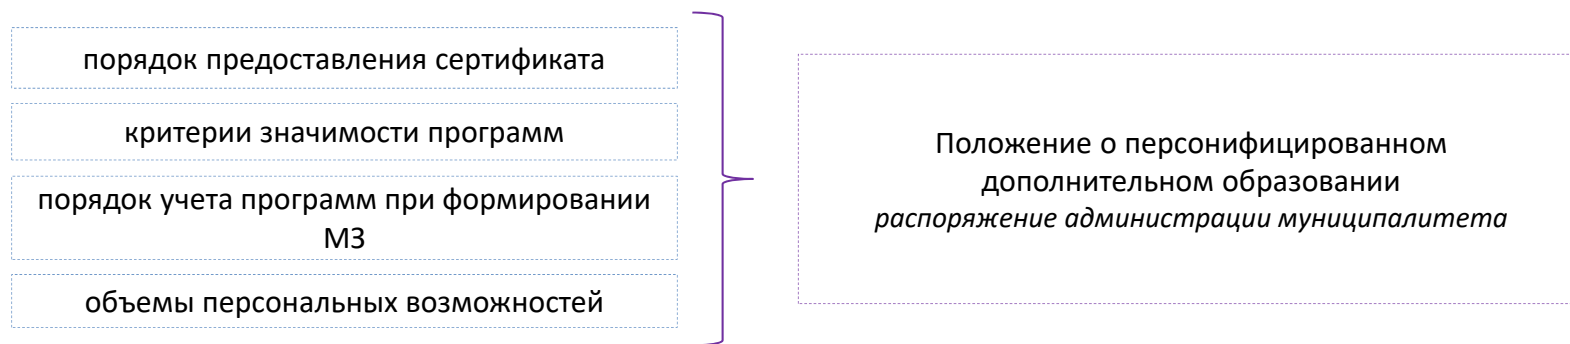 порядок предоставления сертификата
критерии значимости программ
порядок учета программ при формировании
МЗ
объемы персональных возможностей
Положение о персонифицированном
дополнительном образовании
распоряжение администрации муниципалитета